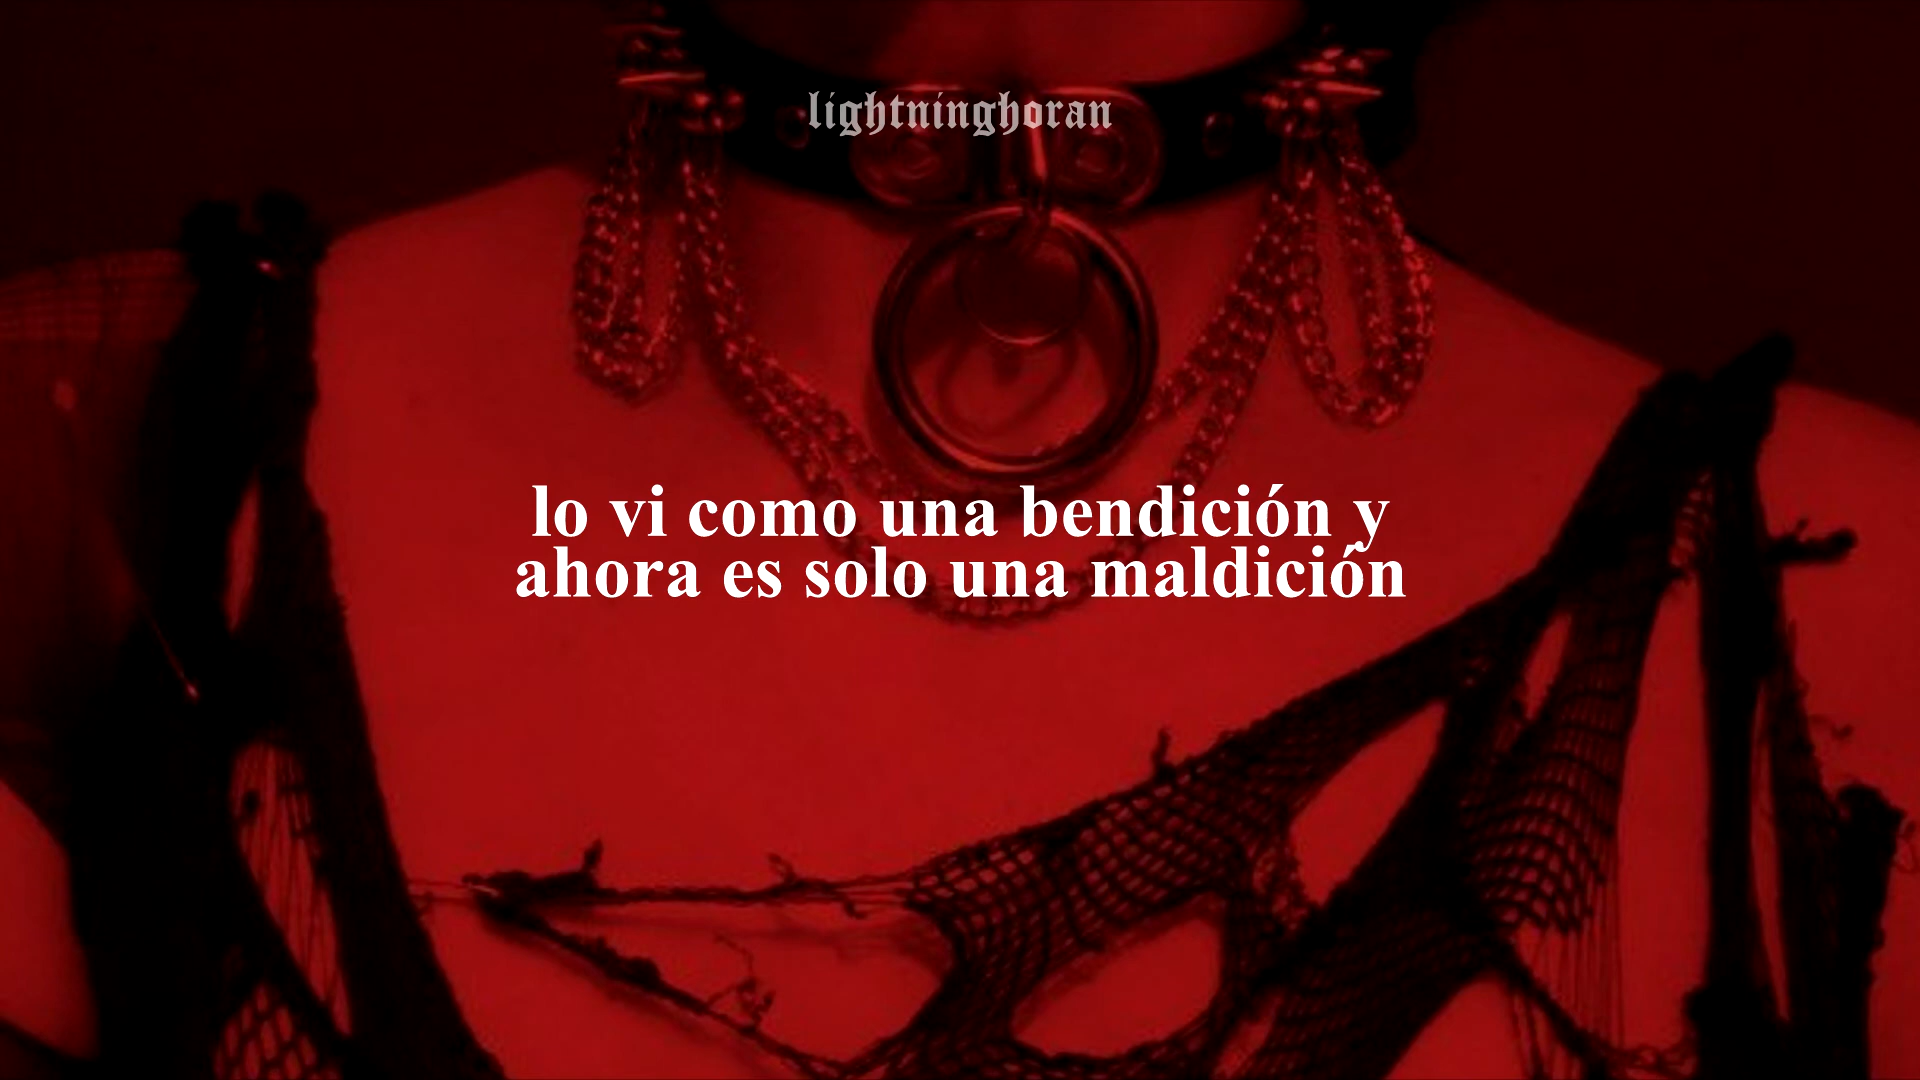 lightninghoran
lo vi como una bendición y
ahora es solo una maldición